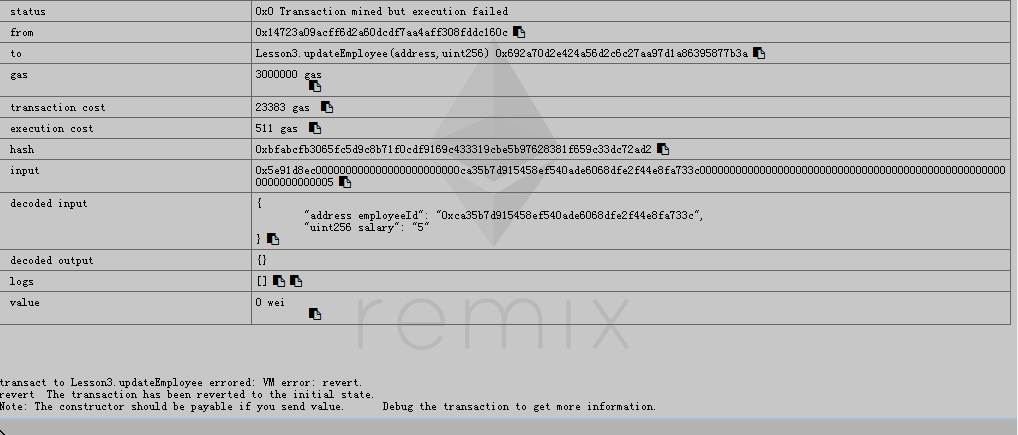 status 0x0 Transaction mined but execution failed
from 0x14723a09acff6d2a60dcdf7aa4aff308fddc160c
to Lesson3.updateEmployee(address,uint256) 0x692a70d2e424a56d2c6c27aa97d1a86395877b3a
gas 3000000 gas
transaction cost 23383 gas
execution cost 511 gas
hash 0xbfabcfb3065fc5d9c8b71f0cdf9169c433319cbe5b97628381f659c33dc72ad2
input 0x5e91d8ec000000000000000000000000ca35b7d915458ef540ade6068dfe2f44e8fa733c00000000000000000000000000000000000000000000000000
00000000000005
decoded input {
"address employeeId": "0xca35b7d915458ef540ade6068dfe2f44e8fa733c",
"uint256 salary": "5"
}
decoded output {}
logs []
value 0 wei
remix
transact to Lesson3.updateEmployee errored: VM error: revert.
revert The transaction has been reverted to the initial state.
Note: The constructor should be payable if you send value. Debug the transaction to get more information.